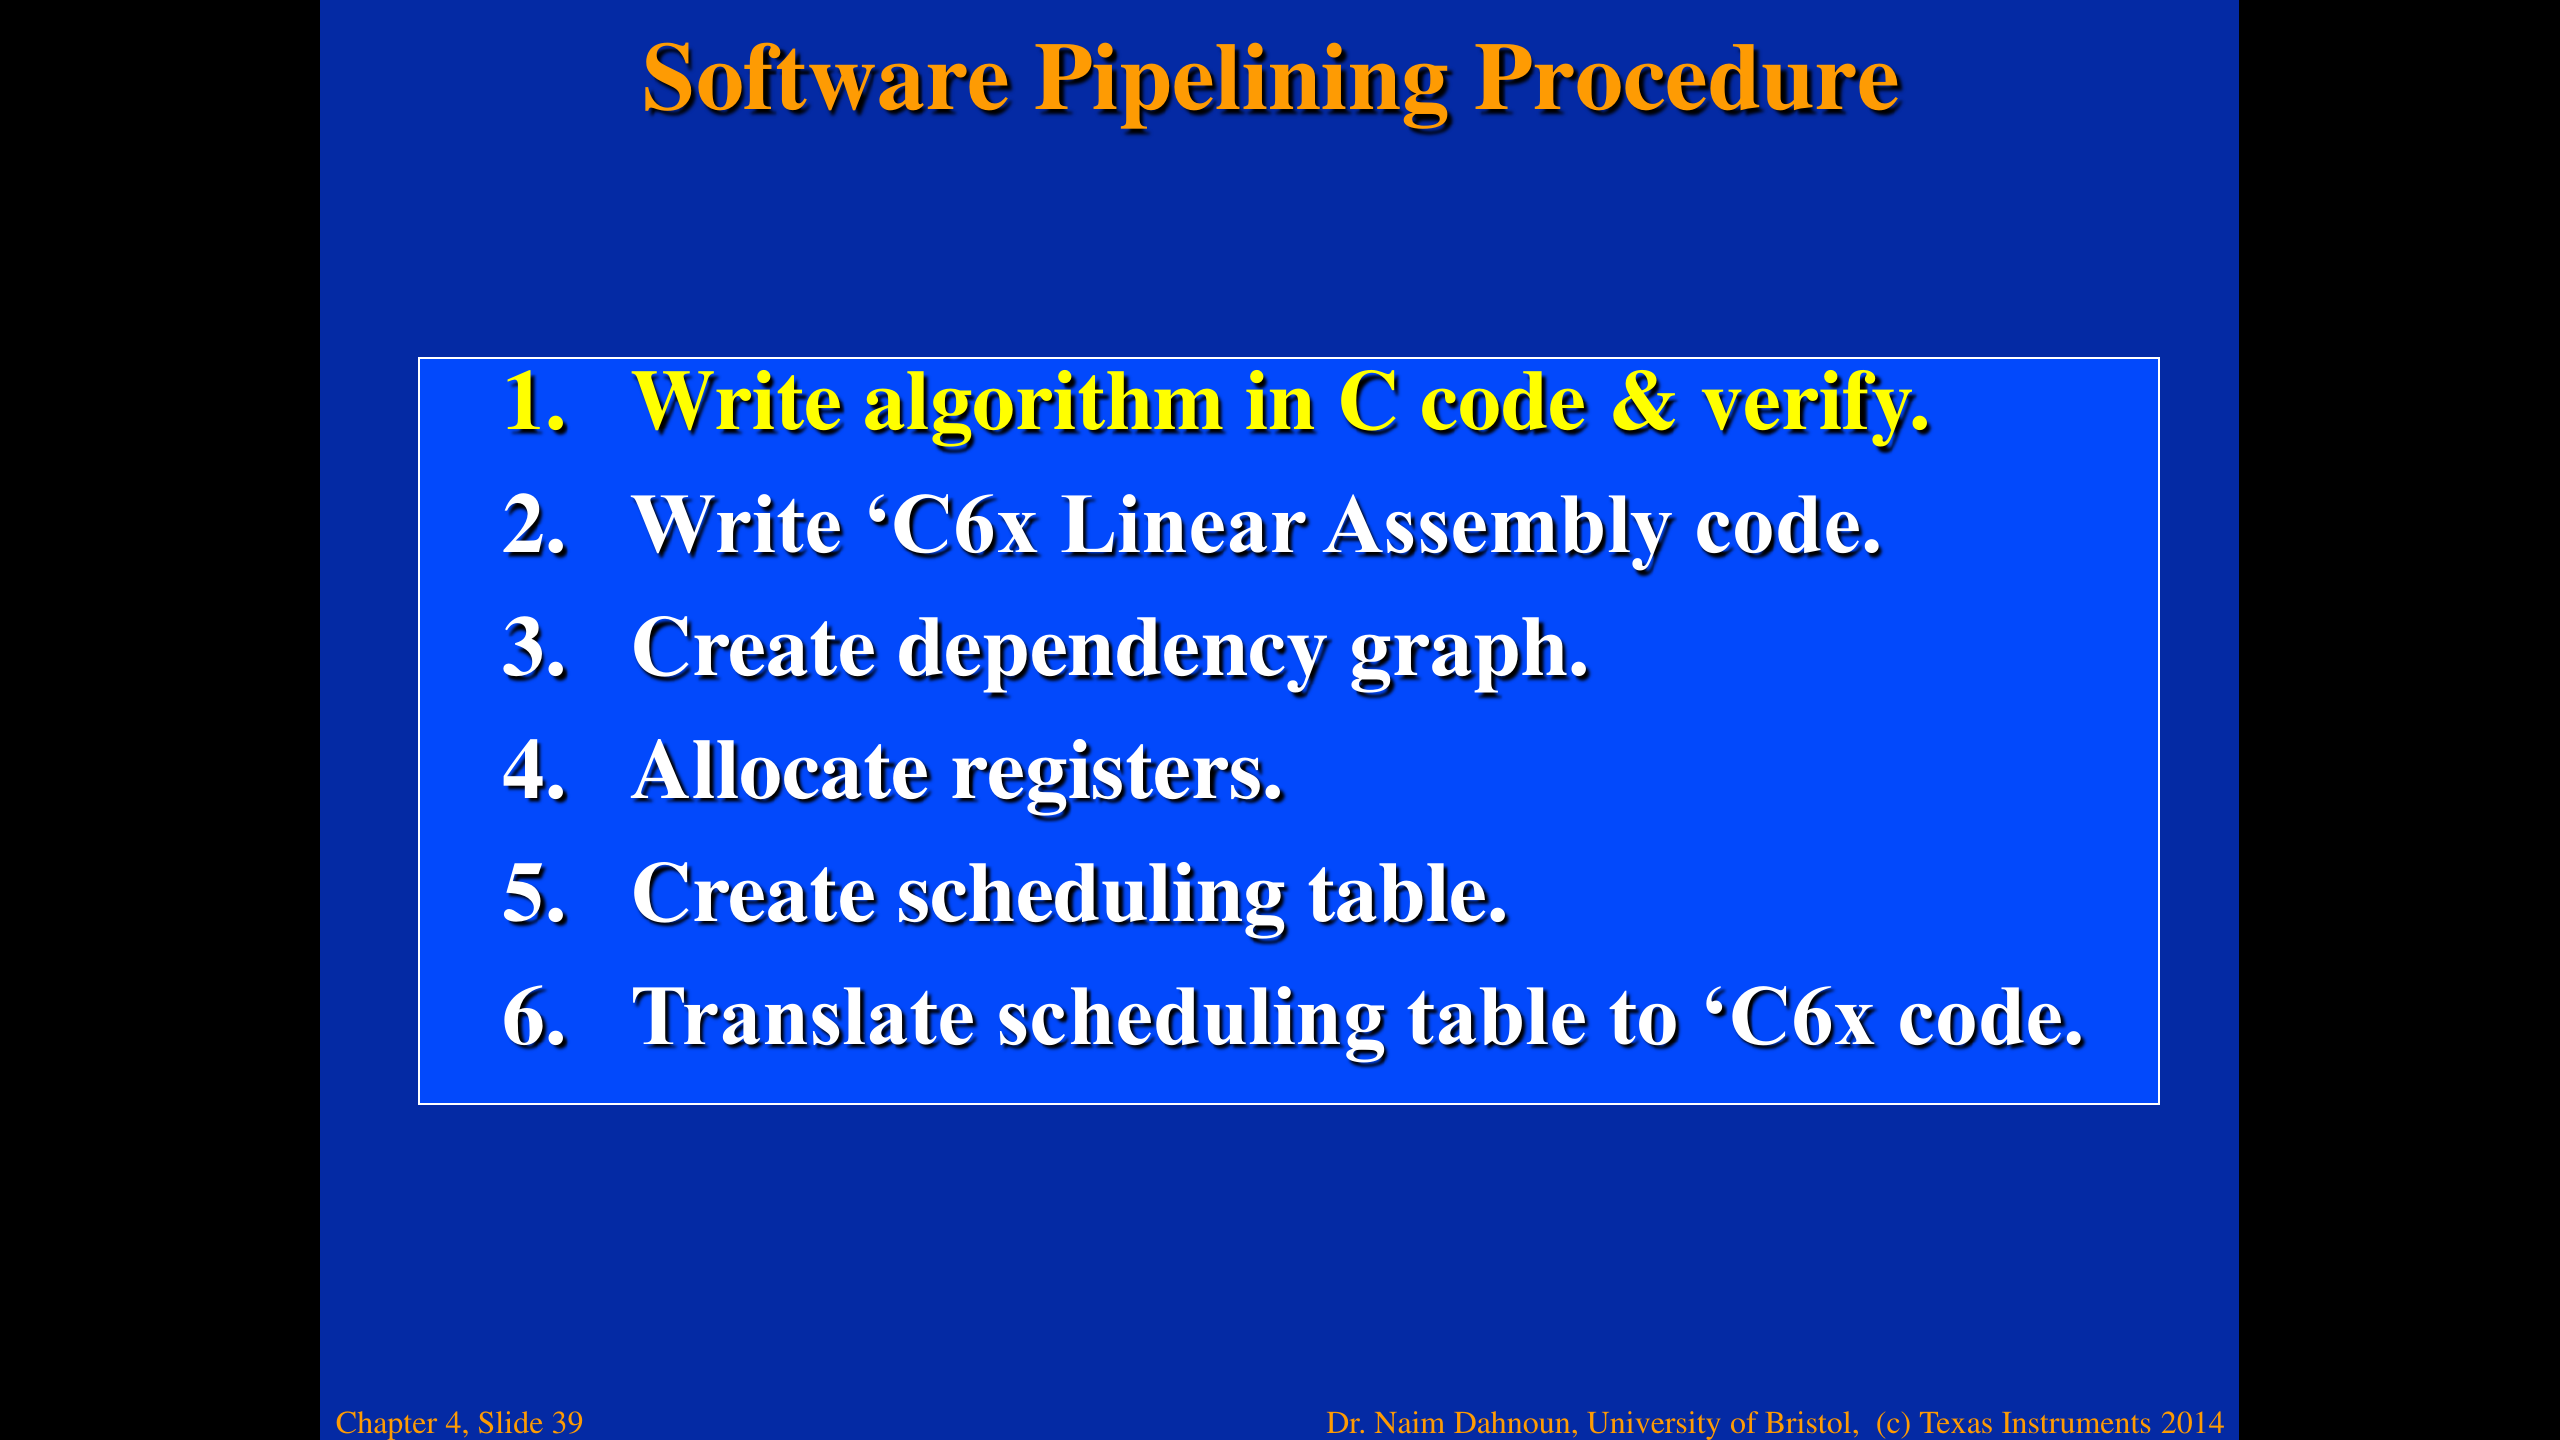 Software Pipelining Procedure
1. Write algorithm in C code & verify.
2. Write ‘C6x Linear Assembly code.
3. Create dependency graph.
4. Allocate registers.
5. Create scheduling table.
6. Translate scheduling table to ‘C6x code.
Chapter 4, Slide 39
Dr. Naim Dahnoun, University of Bristol, (c) Texas Instruments 2014